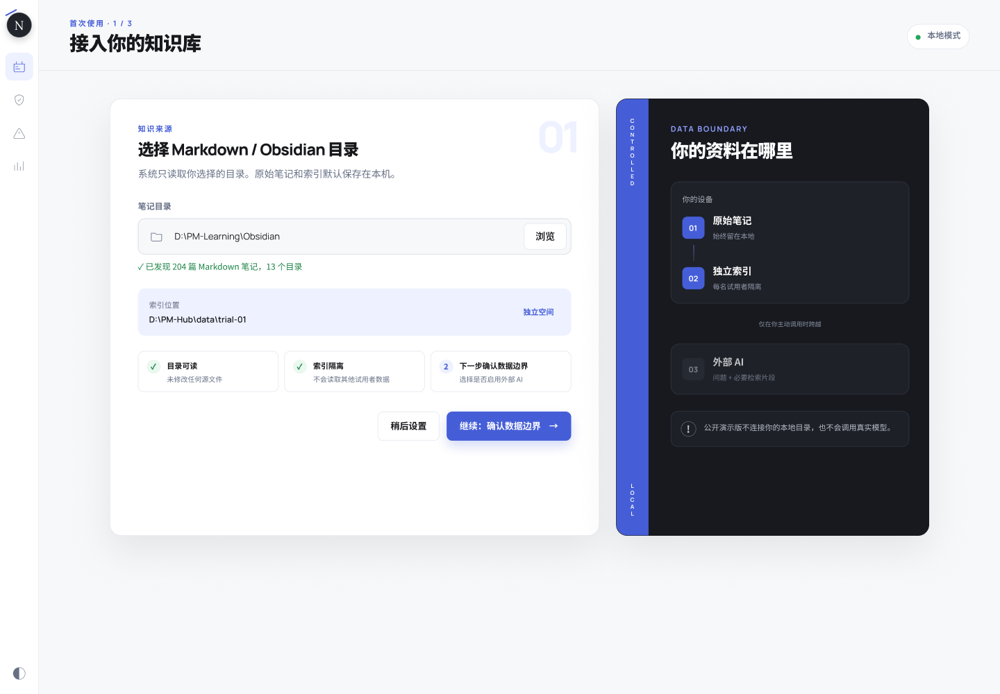 N
首次使用 · 1 / 3
接入你的知识库
本地模式
知识来源
01
选择 Markdown / Obsidian 目录
系统只读取你选择的目录。原始笔记和索引默认保存在本机。
笔记目录
D:\PM-Learning\Obsidian
浏览
✓ 已发现 204 篇 Markdown 笔记，13 个目录
索引位置
D:\PM-Hub\data\trial-01
独立空间
✓ 目录可读
未修改任何源文件
✓ 索引隔离
不会读取其他试用者数据
2 下一步确认数据边界
选择是否启用外部 AI
稍后设置
继续：确认数据边界 →
CONTROLLED
LOCAL
DATA BOUNDARY
你的资料在哪里
你的设备
01 原始笔记
始终留在本地
02 独立索引
每名试用者隔离
仅在你主动调用时跨越
03 外部 AI
问题 + 必要检索片段
! 公开演示版不连接你的本地目录，也不会调用真实模型。